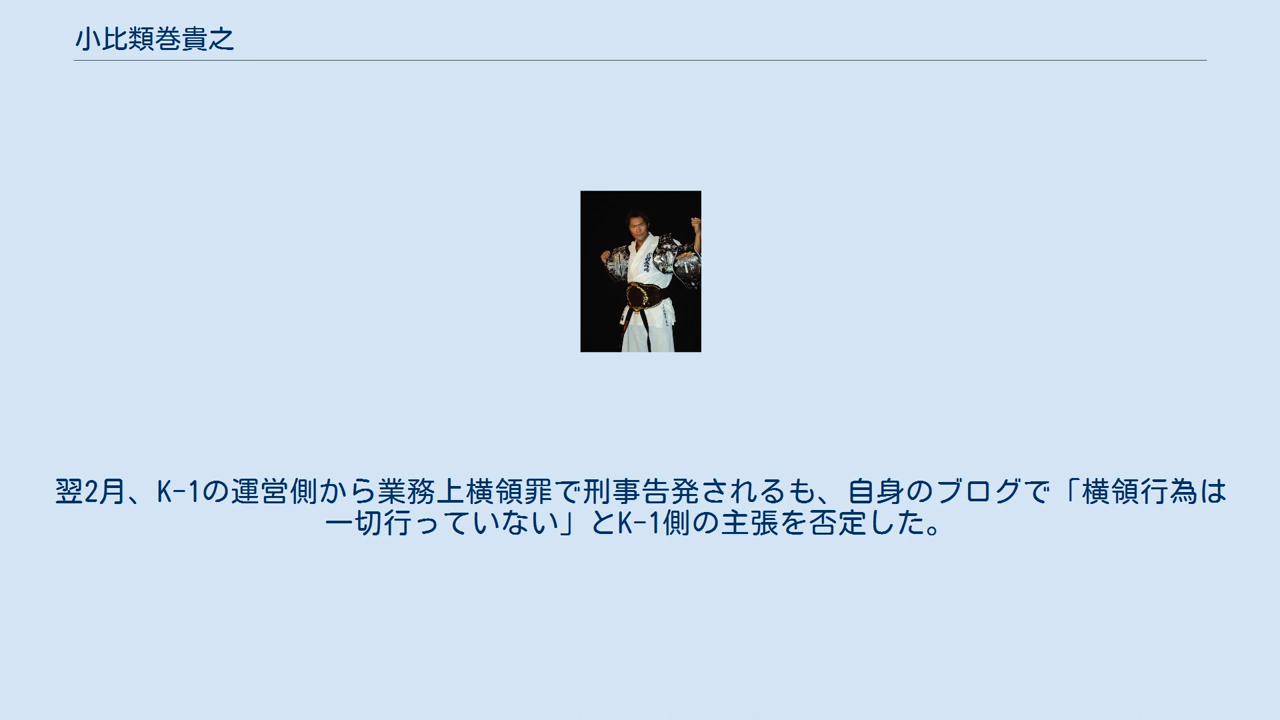 小比類巻貴之
翌2月、K-1の運営側から業務上横領罪で刑事告発されるも、自身のブログで「横領行為は
一切行っていない」とK-1側の主張を否定した。